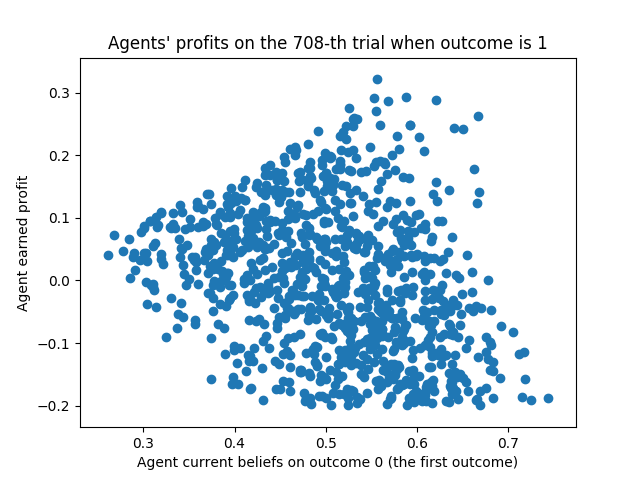 Agents' profits on the 708-th trial when outcome is 1
Agent earned profit
0.3
0.2
0.1
0.0
−0.1
−0.2
0.3 0.4 0.5 0.6 0.7
Agent current beliefs on outcome 0 (the first outcome)